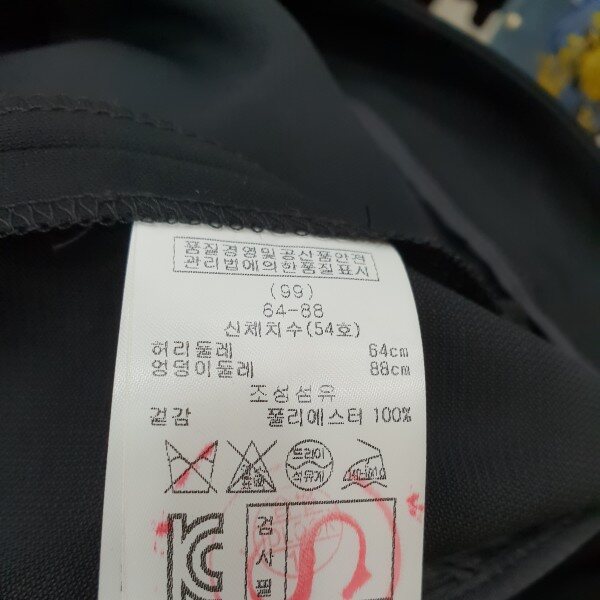 품질경영및공산품안전
관리법에의한품질표시
(99)
64-88
신체치수(54호)
허리둘레 64cm
엉덩이둘레 88cm
조성섬유
겉감 폴리에스터 100%
드라이
석유계
검
사
필